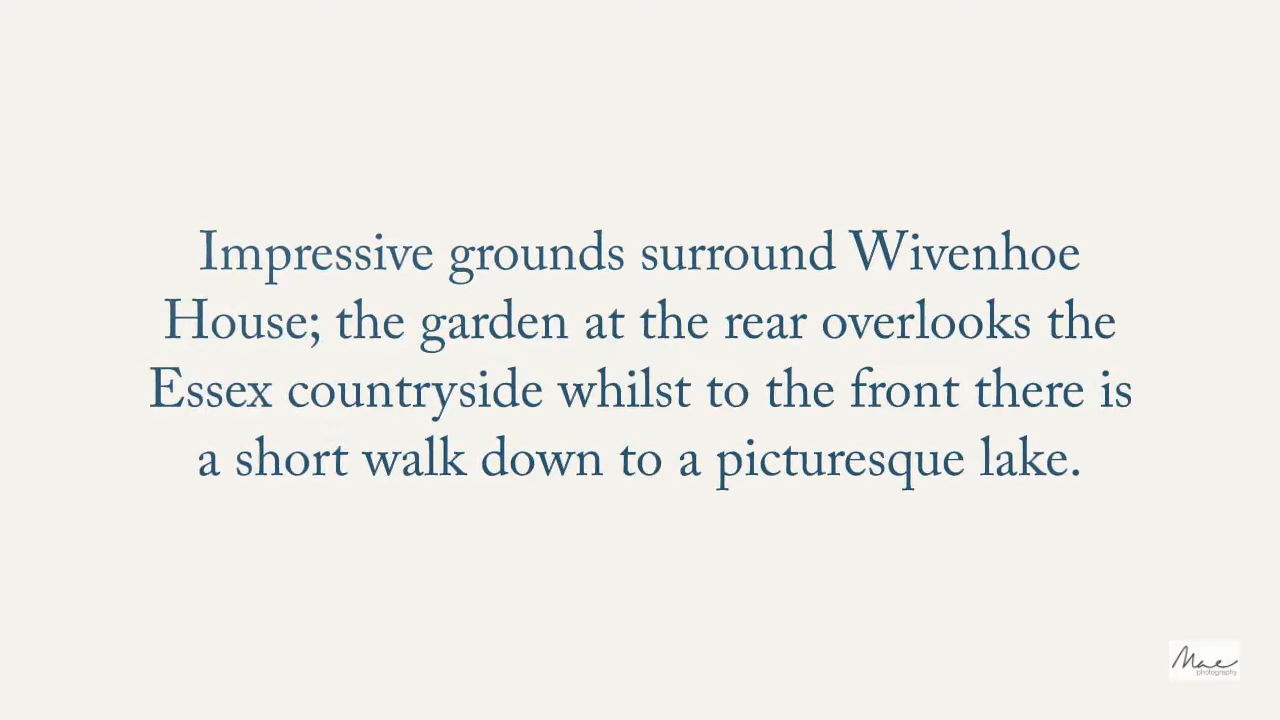 Impressive grounds surround Wivenhoe
House; the garden at the rear overlooks the
Essex countryside whilst to the front there is
a short walk down to a picturesque lake.
Mae
photography